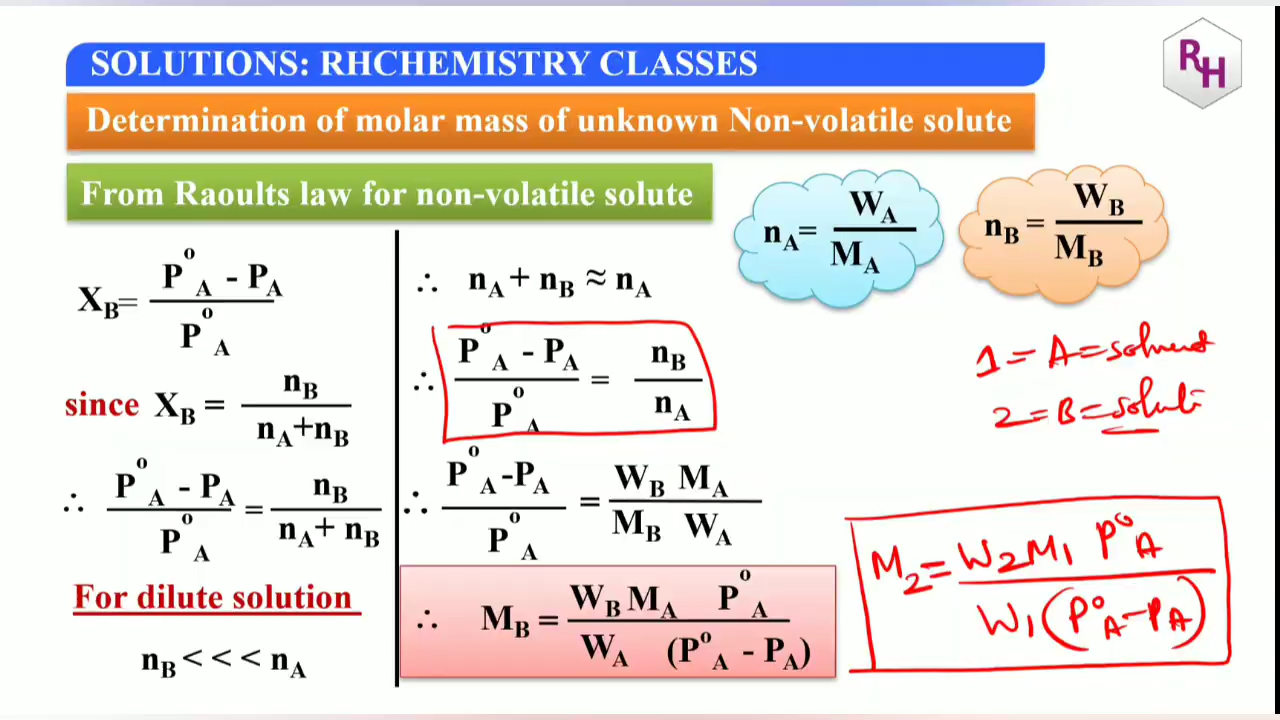 SOLUTIONS: RHCHEMISTRY CLASSES
RH
Determination of molar mass of unknown Non-volatile solute
From Raoults law for non-volatile solute
n_A= W_A / M_A
n_B = W_B / M_B
X_B= (P°_A - P_A) / P°_A
since X_B = n_B / (n_A+n_B)
∴ (P°_A - P_A) / P°_A = n_B / (n_A+ n_B)
For dilute solution
n_B < < < n_A
∴ n_A + n_B ≈ n_A
∴ (P°_A - P_A) / P°_A = n_B / n_A
∴ (P°_A -P_A) / P°_A = W_B M_A / M_B W_A
∴ M_B = W_B M_A P°_A / W_A (P°_A - P_A)
1 = A = solvent
2 = B = solute
M_2 = W_2 M_1 P°_A / W_1 (P°_A - P_A)